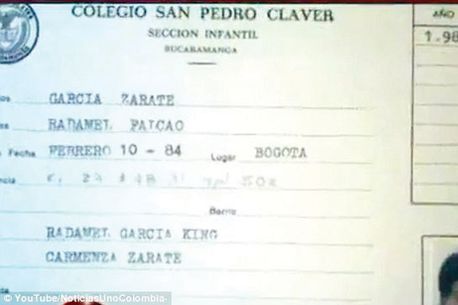 COLEGIO SAN PEDRO CLAVER
SECCION INFANTIL
BUCARAMANGA
AÑO
1.98
GARCIA ZARATE
RADAMEL FALCAO
Fecha FEBRERO 10 - 84 Lugar BOGOTA
Barrio
RADAMEL GARCIA KING
CARMENZA ZARATE
© YouTube/NoticiasUnoColombia